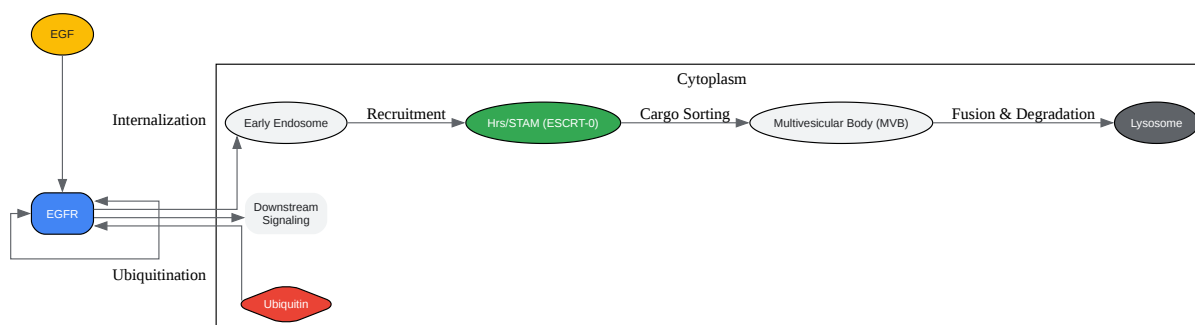 EGF
Cytoplasm
Internalization
Early Endosome
Recruitment
Hrs/STAM (ESCRT-0)
Cargo Sorting
Multivesicular Body (MVB)
Fusion & Degradation
Lysosome
EGFR
Downstream
Signaling
Ubiquitination
Ubiquitin